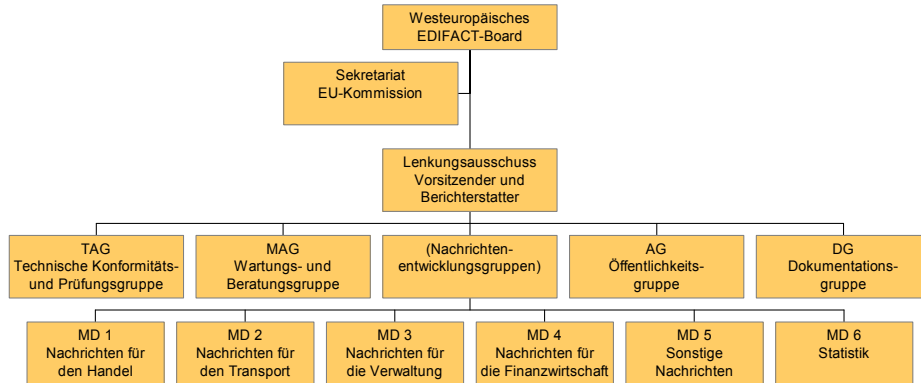 Westeuropäisches
EDIFACT-Board
Sekretariat
EU-Kommission
Lenkungsausschuss
Vorsitzender und
Berichterstatter
TAG
Technische Konformitäts-
und Prüfungsgruppe
MAG
Wartungs- und
Beratungsgruppe
(Nachrichten-
entwicklungsgruppen)
AG
Öffentlichkeits-
gruppe
DG
Dokumentations-
gruppe
MD 1
Nachrichten für
den Handel
MD 2
Nachrichten für
den Transport
MD 3
Nachrichten für
die Verwaltung
MD 4
Nachrichten für
die Finanzwirtschaft
MD 5
Sonstige
Nachrichten
MD 6
Statistik